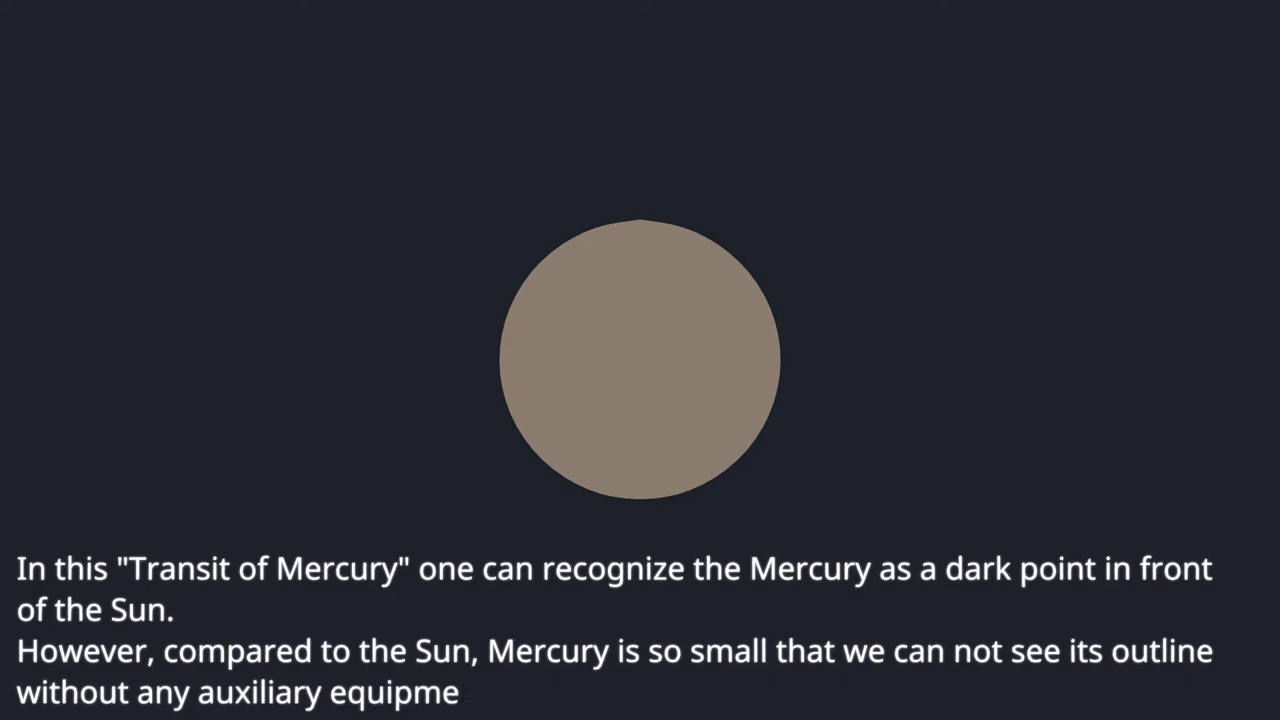 In this "Transit of Mercury" one can recognize the Mercury as a dark point in front
of the Sun.
However, compared to the Sun, Mercury is so small that we can not see its outline
without any auxiliary equipme